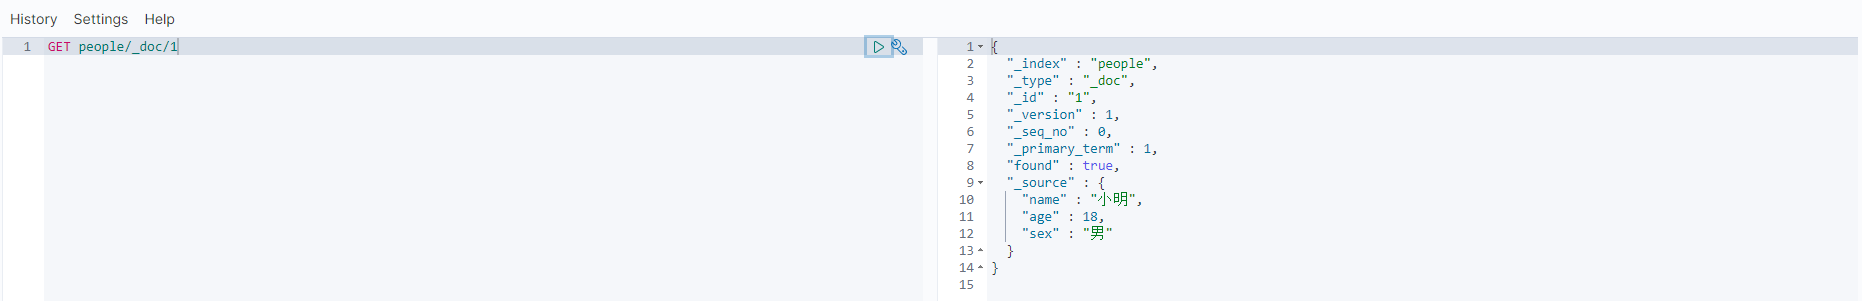 History Settings Help
1 GET people/_doc/1
1 {
2 "_index" : "people",
3 "_type" : "_doc",
4 "_id" : "1",
5 "_version" : 1,
6 "_seq_no" : 0,
7 "_primary_term" : 1,
8 "found" : true,
9 "_source" : {
10 "name" : "小明",
11 "age" : 18,
12 "sex" : "男"
13 }
14 }
15